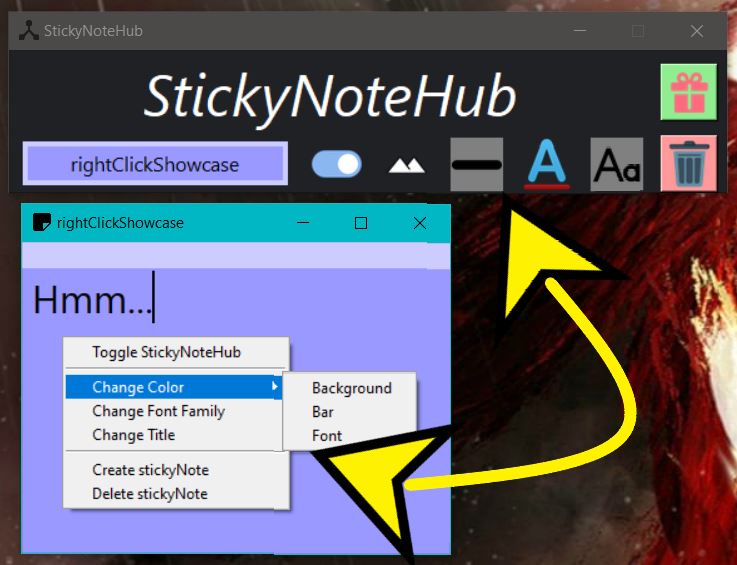 StickyNoteHub
StickyNoteHub
rightClickShowcase
A
Aa
rightClickShowcase
Hmm...
Toggle StickyNoteHub
Change Color
Change Font Family
Change Title
Create stickyNote
Delete stickyNote
Background
Bar
Font